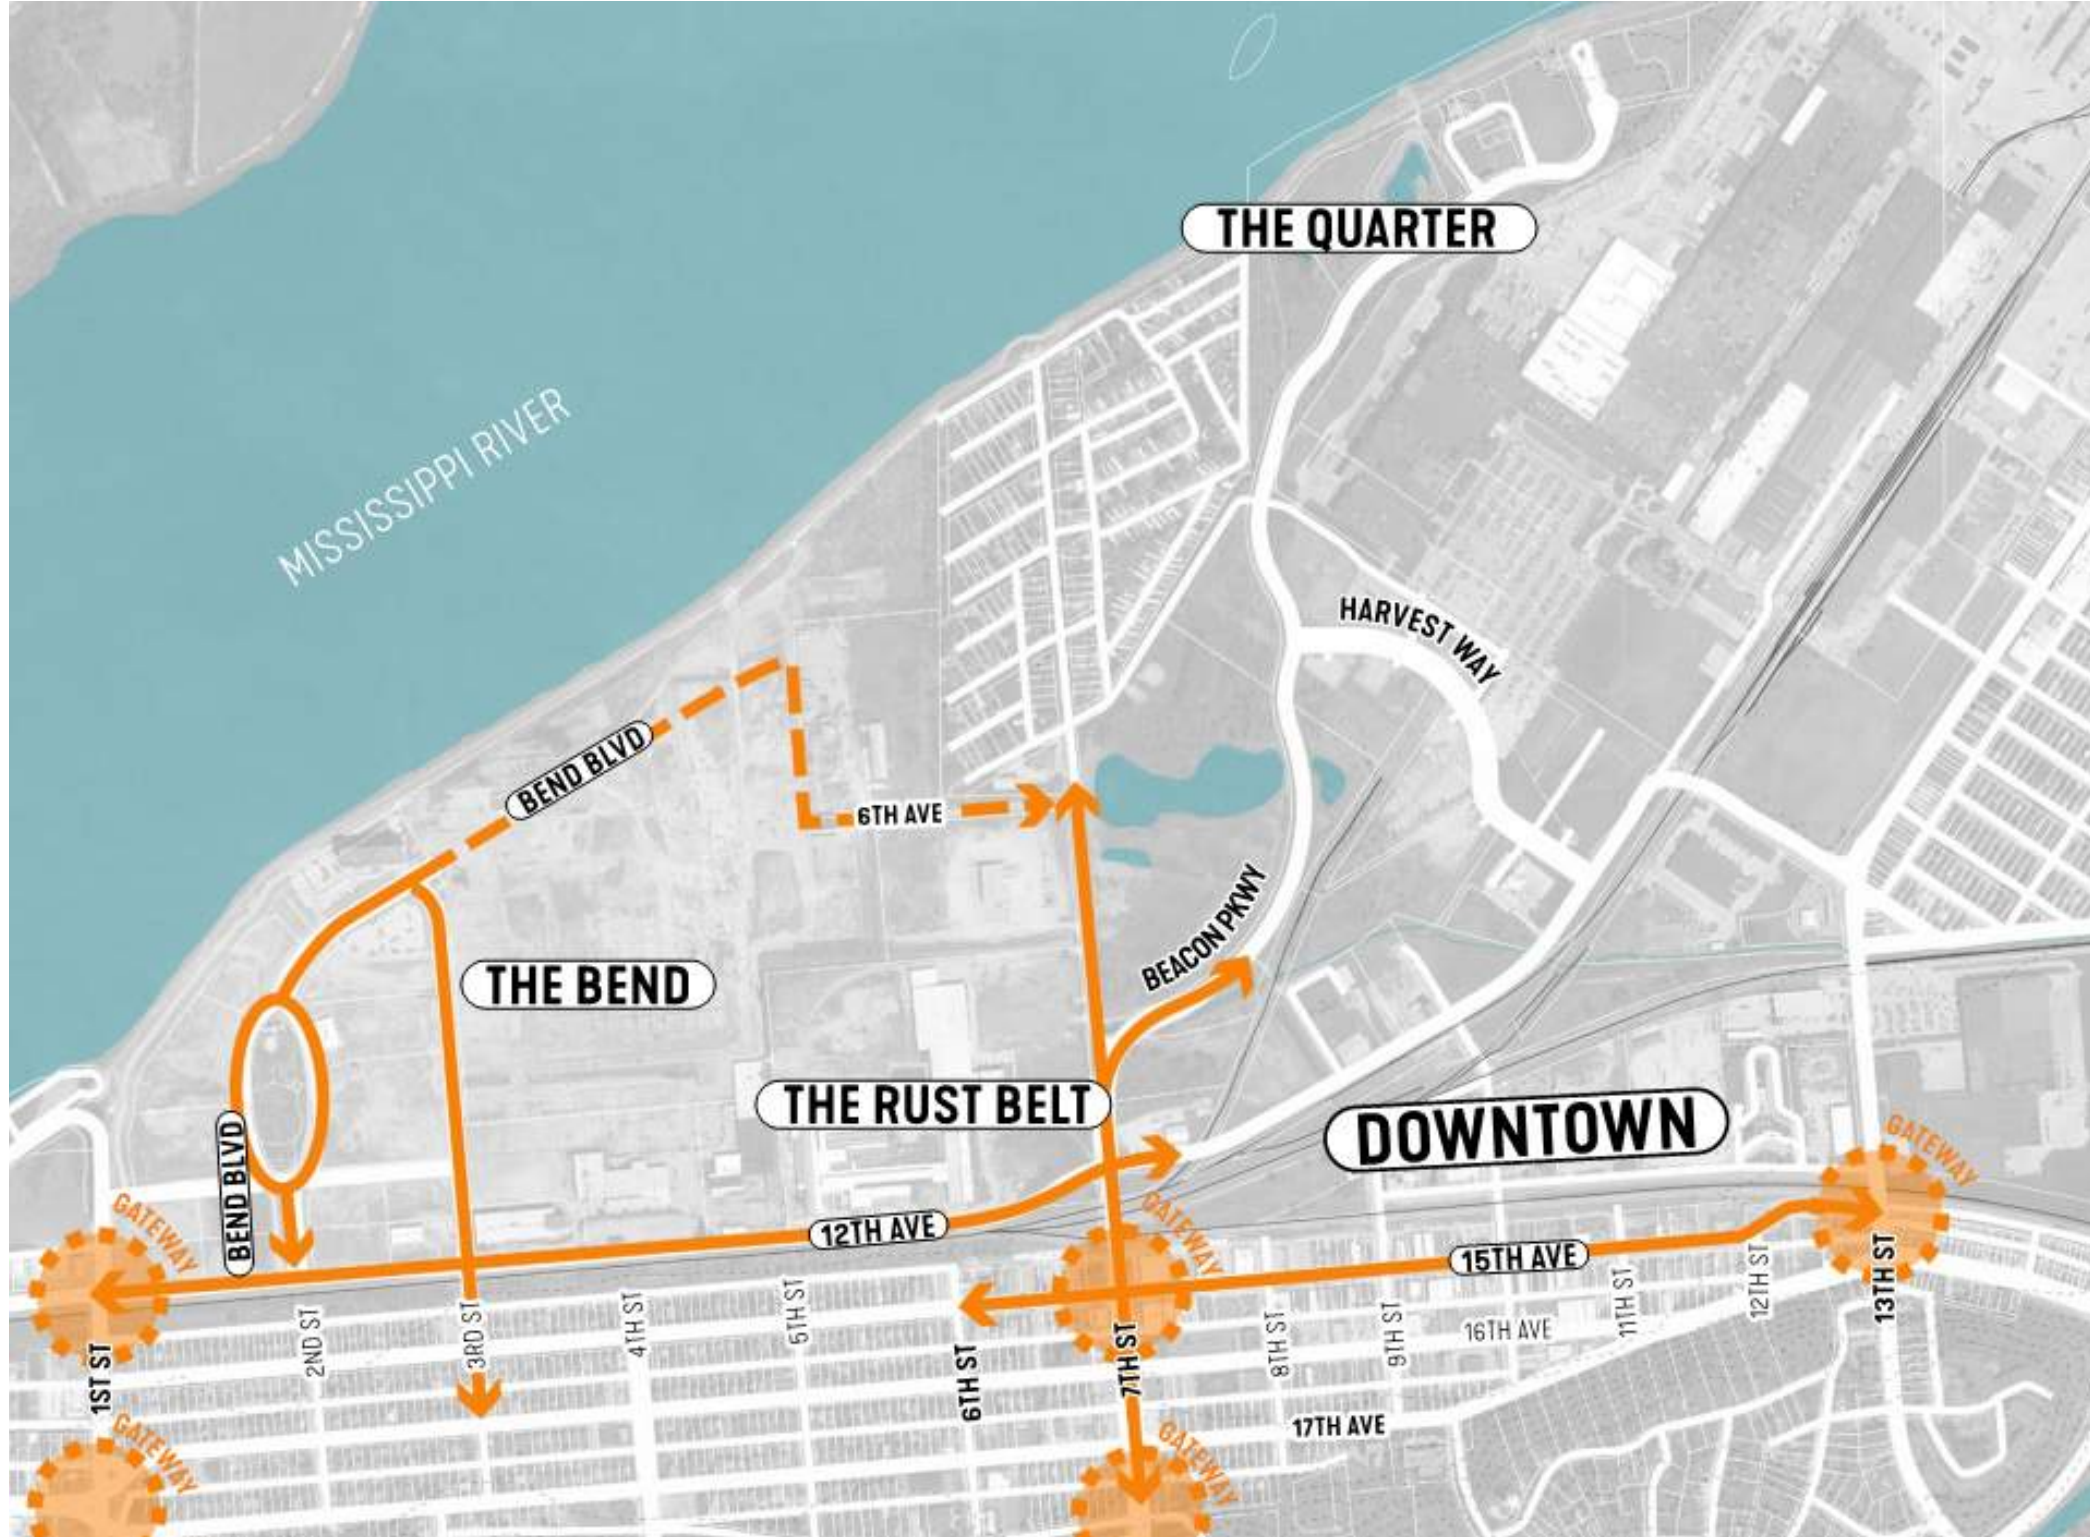 THE QUARTER
MISSISSIPPI RIVER
HARVEST WAY
BEND BLVD
6TH AVE
BEACON PKWY
THE BEND
THE RUST BELT
DOWNTOWN
GATEWAY
BEND BLVD
GATEWAY
GATEWAY
12TH AVE
15TH AVE
13TH ST
12TH ST
11TH ST
2ND ST
3RD ST
4TH ST
5TH ST
6TH ST
7TH ST
8TH ST
9TH ST
16TH AVE
1ST ST
17TH AVE
GATEWAY
GATEWAY